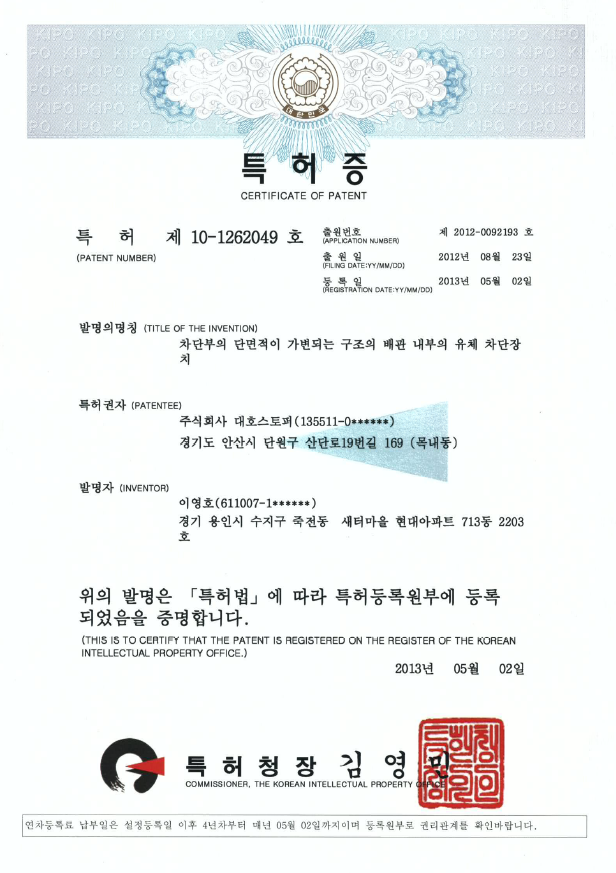 KIPO KIPO KIPO KIPO KIPO KIPO
대한민국
특 허 증
CERTIFICATE OF PATENT
특 허 제 10-1262049 호
(PATENT NUMBER)
출원번호 제 2012-0092193 호
(APPLICATION NUMBER)
출 원 일 2012년 08월 23일
(FILING DATE:YY/MM/DD)
등 록 일 2013년 05월 02일
(REGISTRATION DATE:YY/MM/DD)
발명의명칭 (TITLE OF THE INVENTION)
차단부의 단면적이 가변되는 구조의 배관 내부의 유체 차단장
치
특허권자 (PATENTEE)
주식회사 대호스토퍼(135511-0******)
경기도 안산시 단원구 산단로19번길 169 (목내동)
발명자 (INVENTOR)
이영호(611007-1******)
경기 용인시 수지구 죽전동 새터마을 현대아파트 713동 2203
호
위의 발명은 「특허법」에 따라 특허등록원부에 등록
되었음을 증명합니다.
(THIS IS TO CERTIFY THAT THE PATENT IS REGISTERED ON THE REGISTER OF THE KOREAN
INTELLECTUAL PROPERTY OFFICE.)
2013년 05월 02일
특 허 청 장 김 영 민
COMMISSIONER, THE KOREAN INTELLECTUAL PROPERTY OFFICE
연차등록료 납부일은 설정등록일 이후 4년차부터 매년 05월 02일까지이며 등록원부로 권리관계를 확인바랍니다.